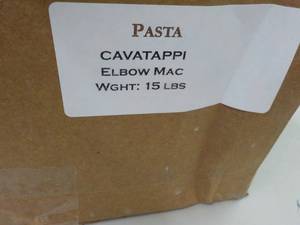 PASTA
CAVATAPPI
ELBOW MAC
WGHT: 15 LBS